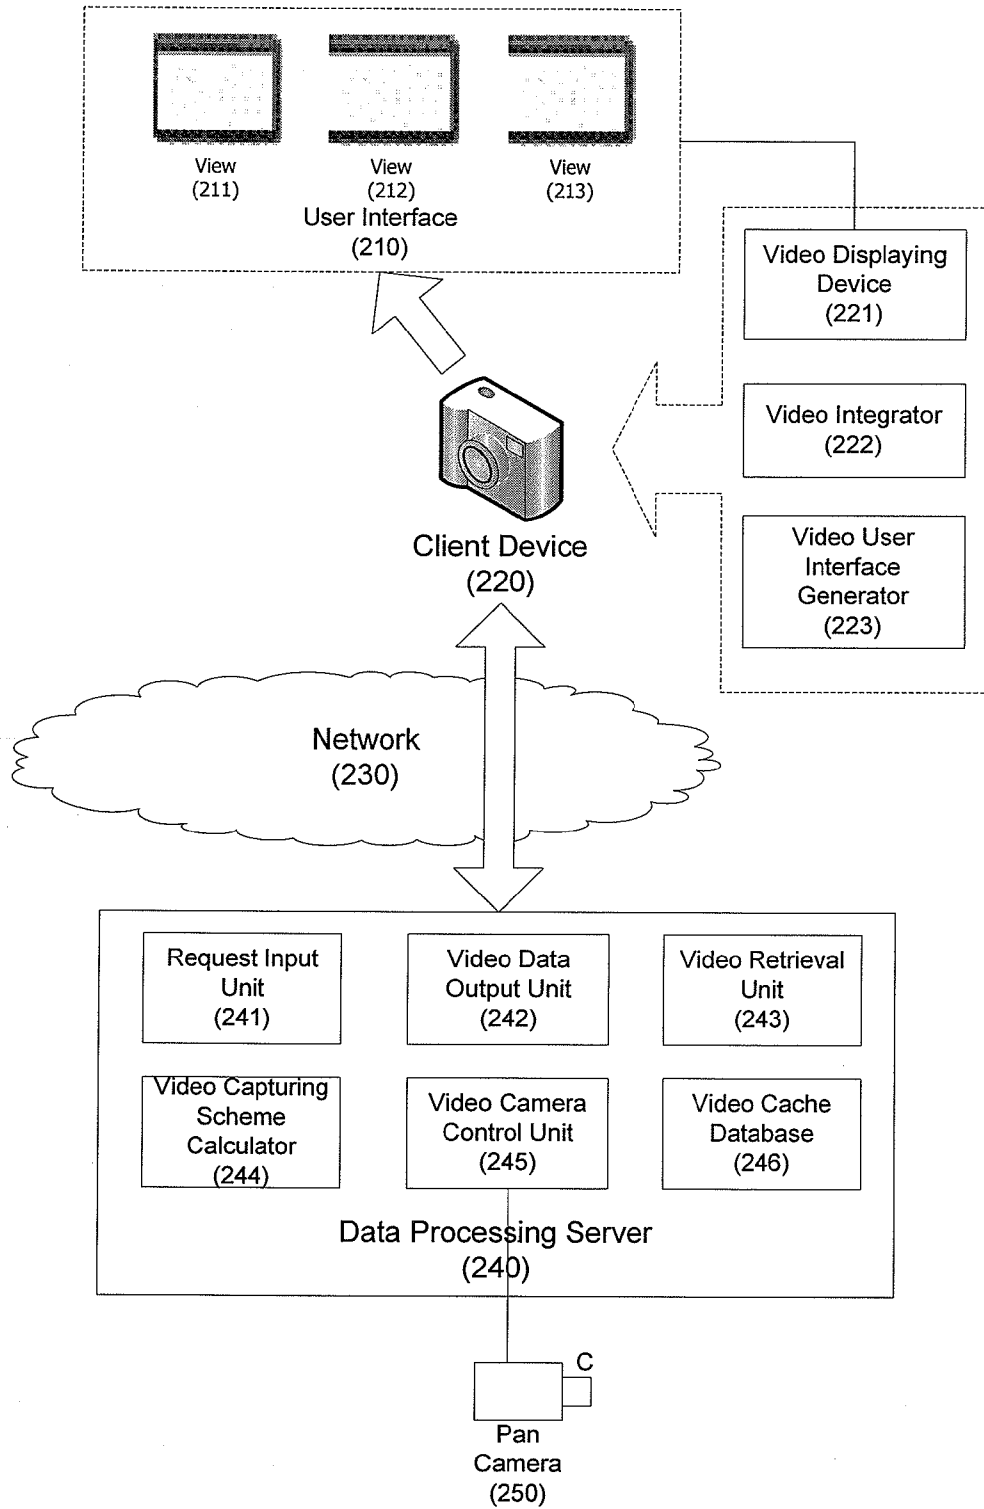 View
(211)
View
(212)
View
(213)
User Interface
(210)
Video Displaying
Device
(221)
Video Integrator
(222)
Video User
Interface
Generator
(223)
Client Device
(220)
Network
(230)
Request Input
Unit
(241)
Video Data
Output Unit
(242)
Video Retrieval
Unit
(243)
Video Capturing
Scheme
Calculator
(244)
Video Camera
Control Unit
(245)
Video Cache
Database
(246)
Data Processing Server
(240)
C
Pan
Camera
(250)